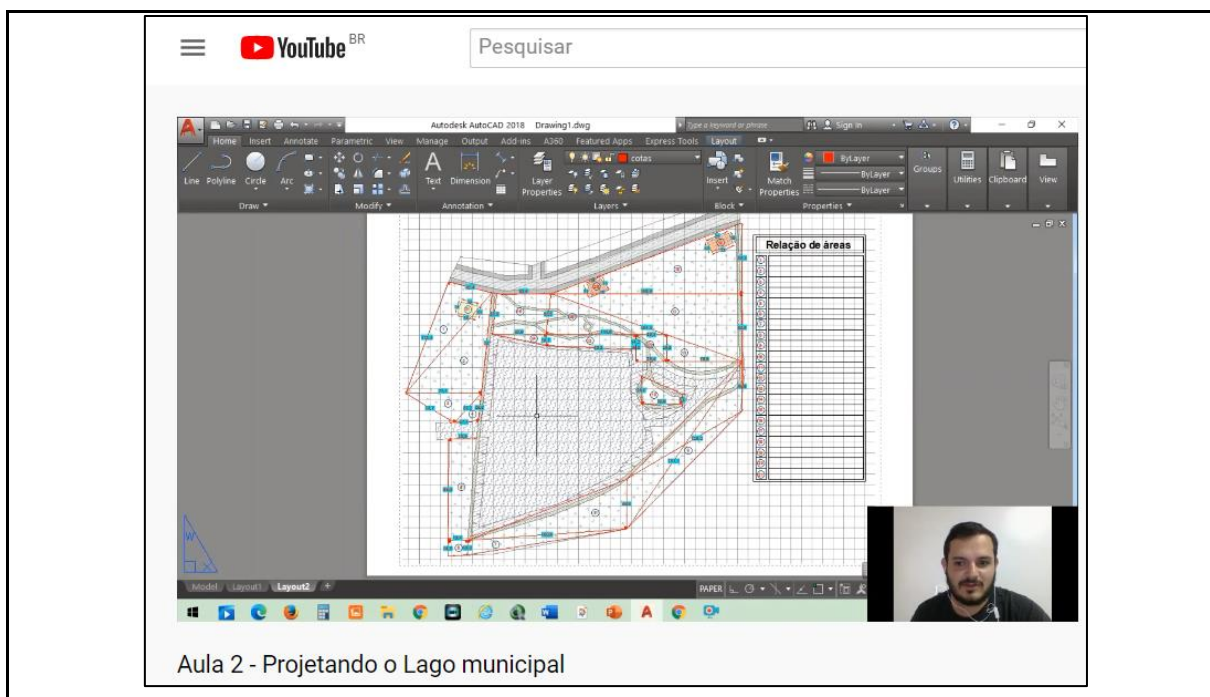 YouTube BR
Pesquisar
Autodesk AutoCAD 2018 Drawing1.dwg
Type a keyword or phrase
Sign In
Home Insert Annotate Parametric View Manage Output Add-ins A360 Featured Apps Express Tools Layout
Line Polyline Circle Arc
Text Dimension
Layer Properties
cotas
Insert
Match Properties
ByLayer
ByLayer
ByLayer
Groups
Utilities
Clipboard
View
Draw Modify Annotation Layers Block Properties
Relação de áreas
W
X
Model Layout1 Layout2 +
PAPER
Aula 2 - Projetando o Lago municipal